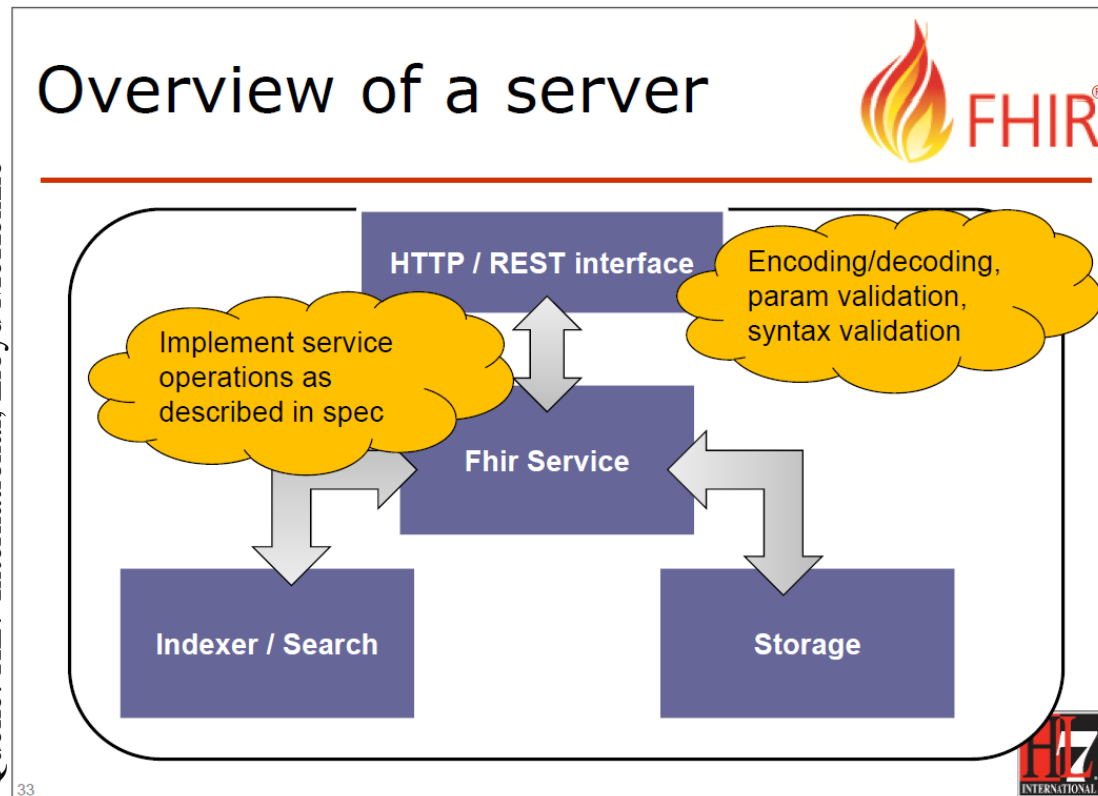 Overview of a server
FHIR®
HTTP / REST interface
Encoding/decoding,
param validation,
syntax validation
Implement service
operations as
described in spec
Fhir Service
Indexer / Search
Storage
HL7
INTERNATIONAL
33